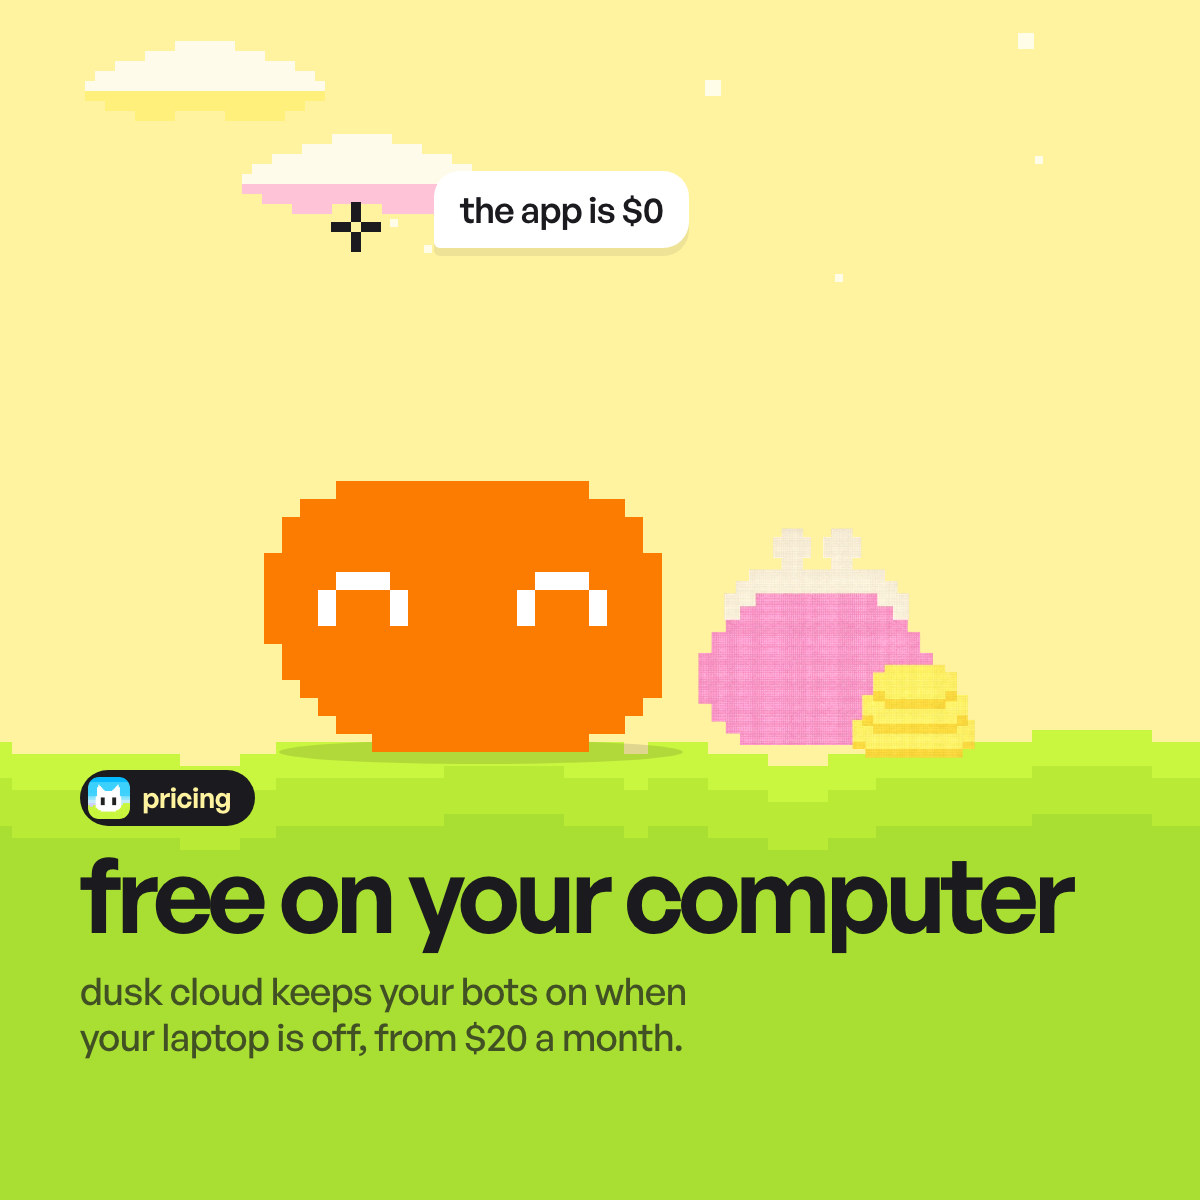 the app is $0
pricing
free on your computer
dusk cloud keeps your bots on when
your laptop is off, from $20 a month.